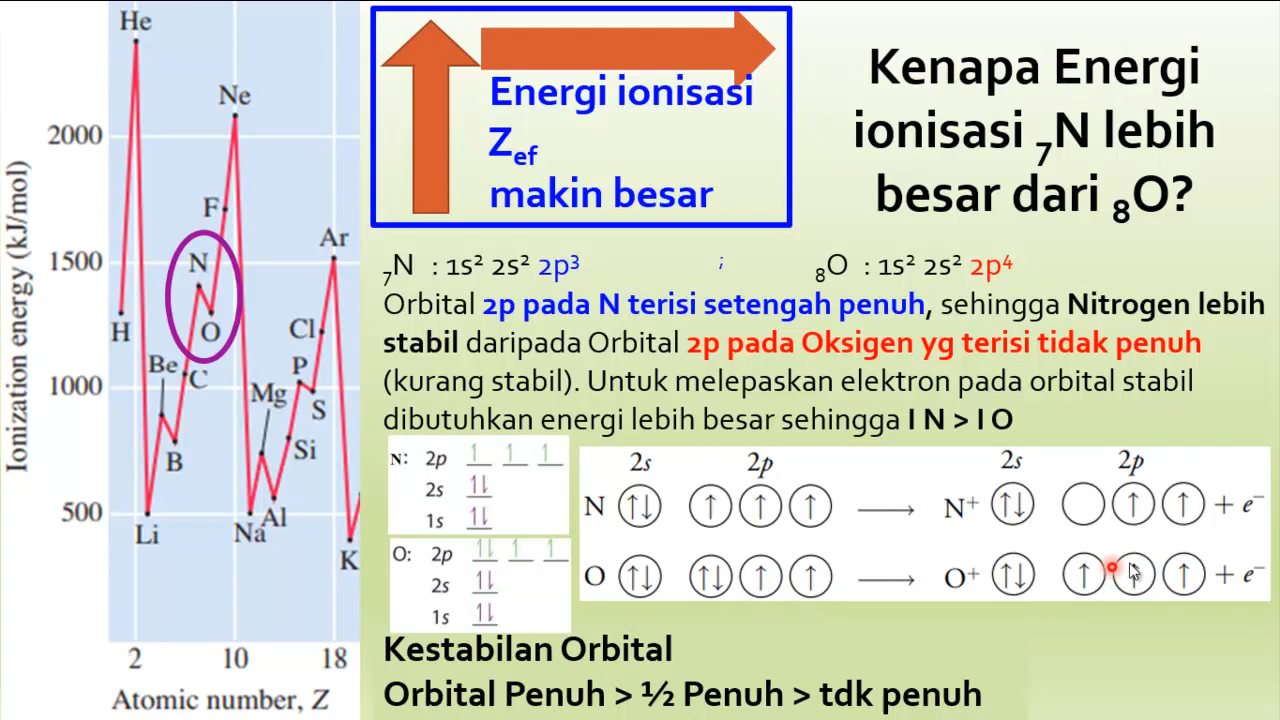 He
Ne
2000
F
Ar
1500
N
H
O
Cl
Be
C
P
1000
Mg
S
B
Si
500
Li
Na
Al
K
2
10
18
Ionization energy (kJ/mol)
Atomic number, Z
Energi ionisasi
Zef
makin besar
Kenapa Energi
ionisasi ₇N lebih
besar dari ₈O?
₇N : 1s² 2s² 2p³ ; ₈O : 1s² 2s² 2p⁴
Orbital 2p pada N terisi setengah penuh, sehingga Nitrogen lebih
stabil daripada Orbital 2p pada Oksigen yg terisi tidak penuh
(kurang stabil). Untuk melepaskan elektron pada orbital stabil
dibutuhkan energi lebih besar sehingga I N > I O
N: 2p ↿ ↿ ↿
2s ↿⇂
1s ↿⇂
O: 2p ↿⇂ ↿ ↿
2s ↿⇂
1s ↿⇂
2s 2p 2s 2p
N ↑↓ ↑ ↑ ↑ → N⁺ ↑↓ ↑ ↑ + e⁻
O ↑↓ ↑↓ ↑ ↑ → O⁺ ↑↓ ↑ ↑ ↑ + e⁻
Kestabilan Orbital
Orbital Penuh > ½ Penuh > tdk penuh